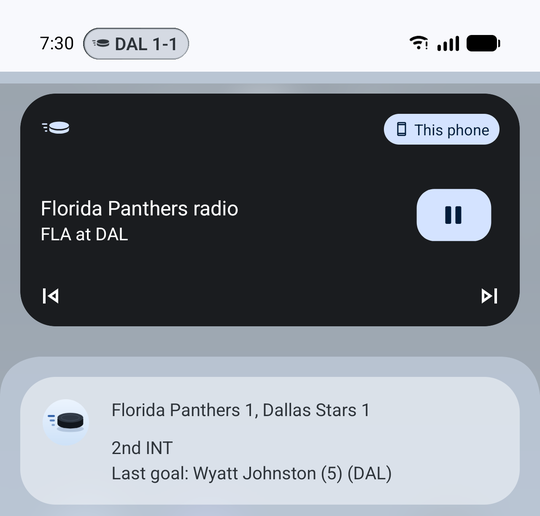 7:30 DAL 1-1
This phone
Florida Panthers radio
FLA at DAL
Florida Panthers 1, Dallas Stars 1
2nd INT
Last goal: Wyatt Johnston (5) (DAL)